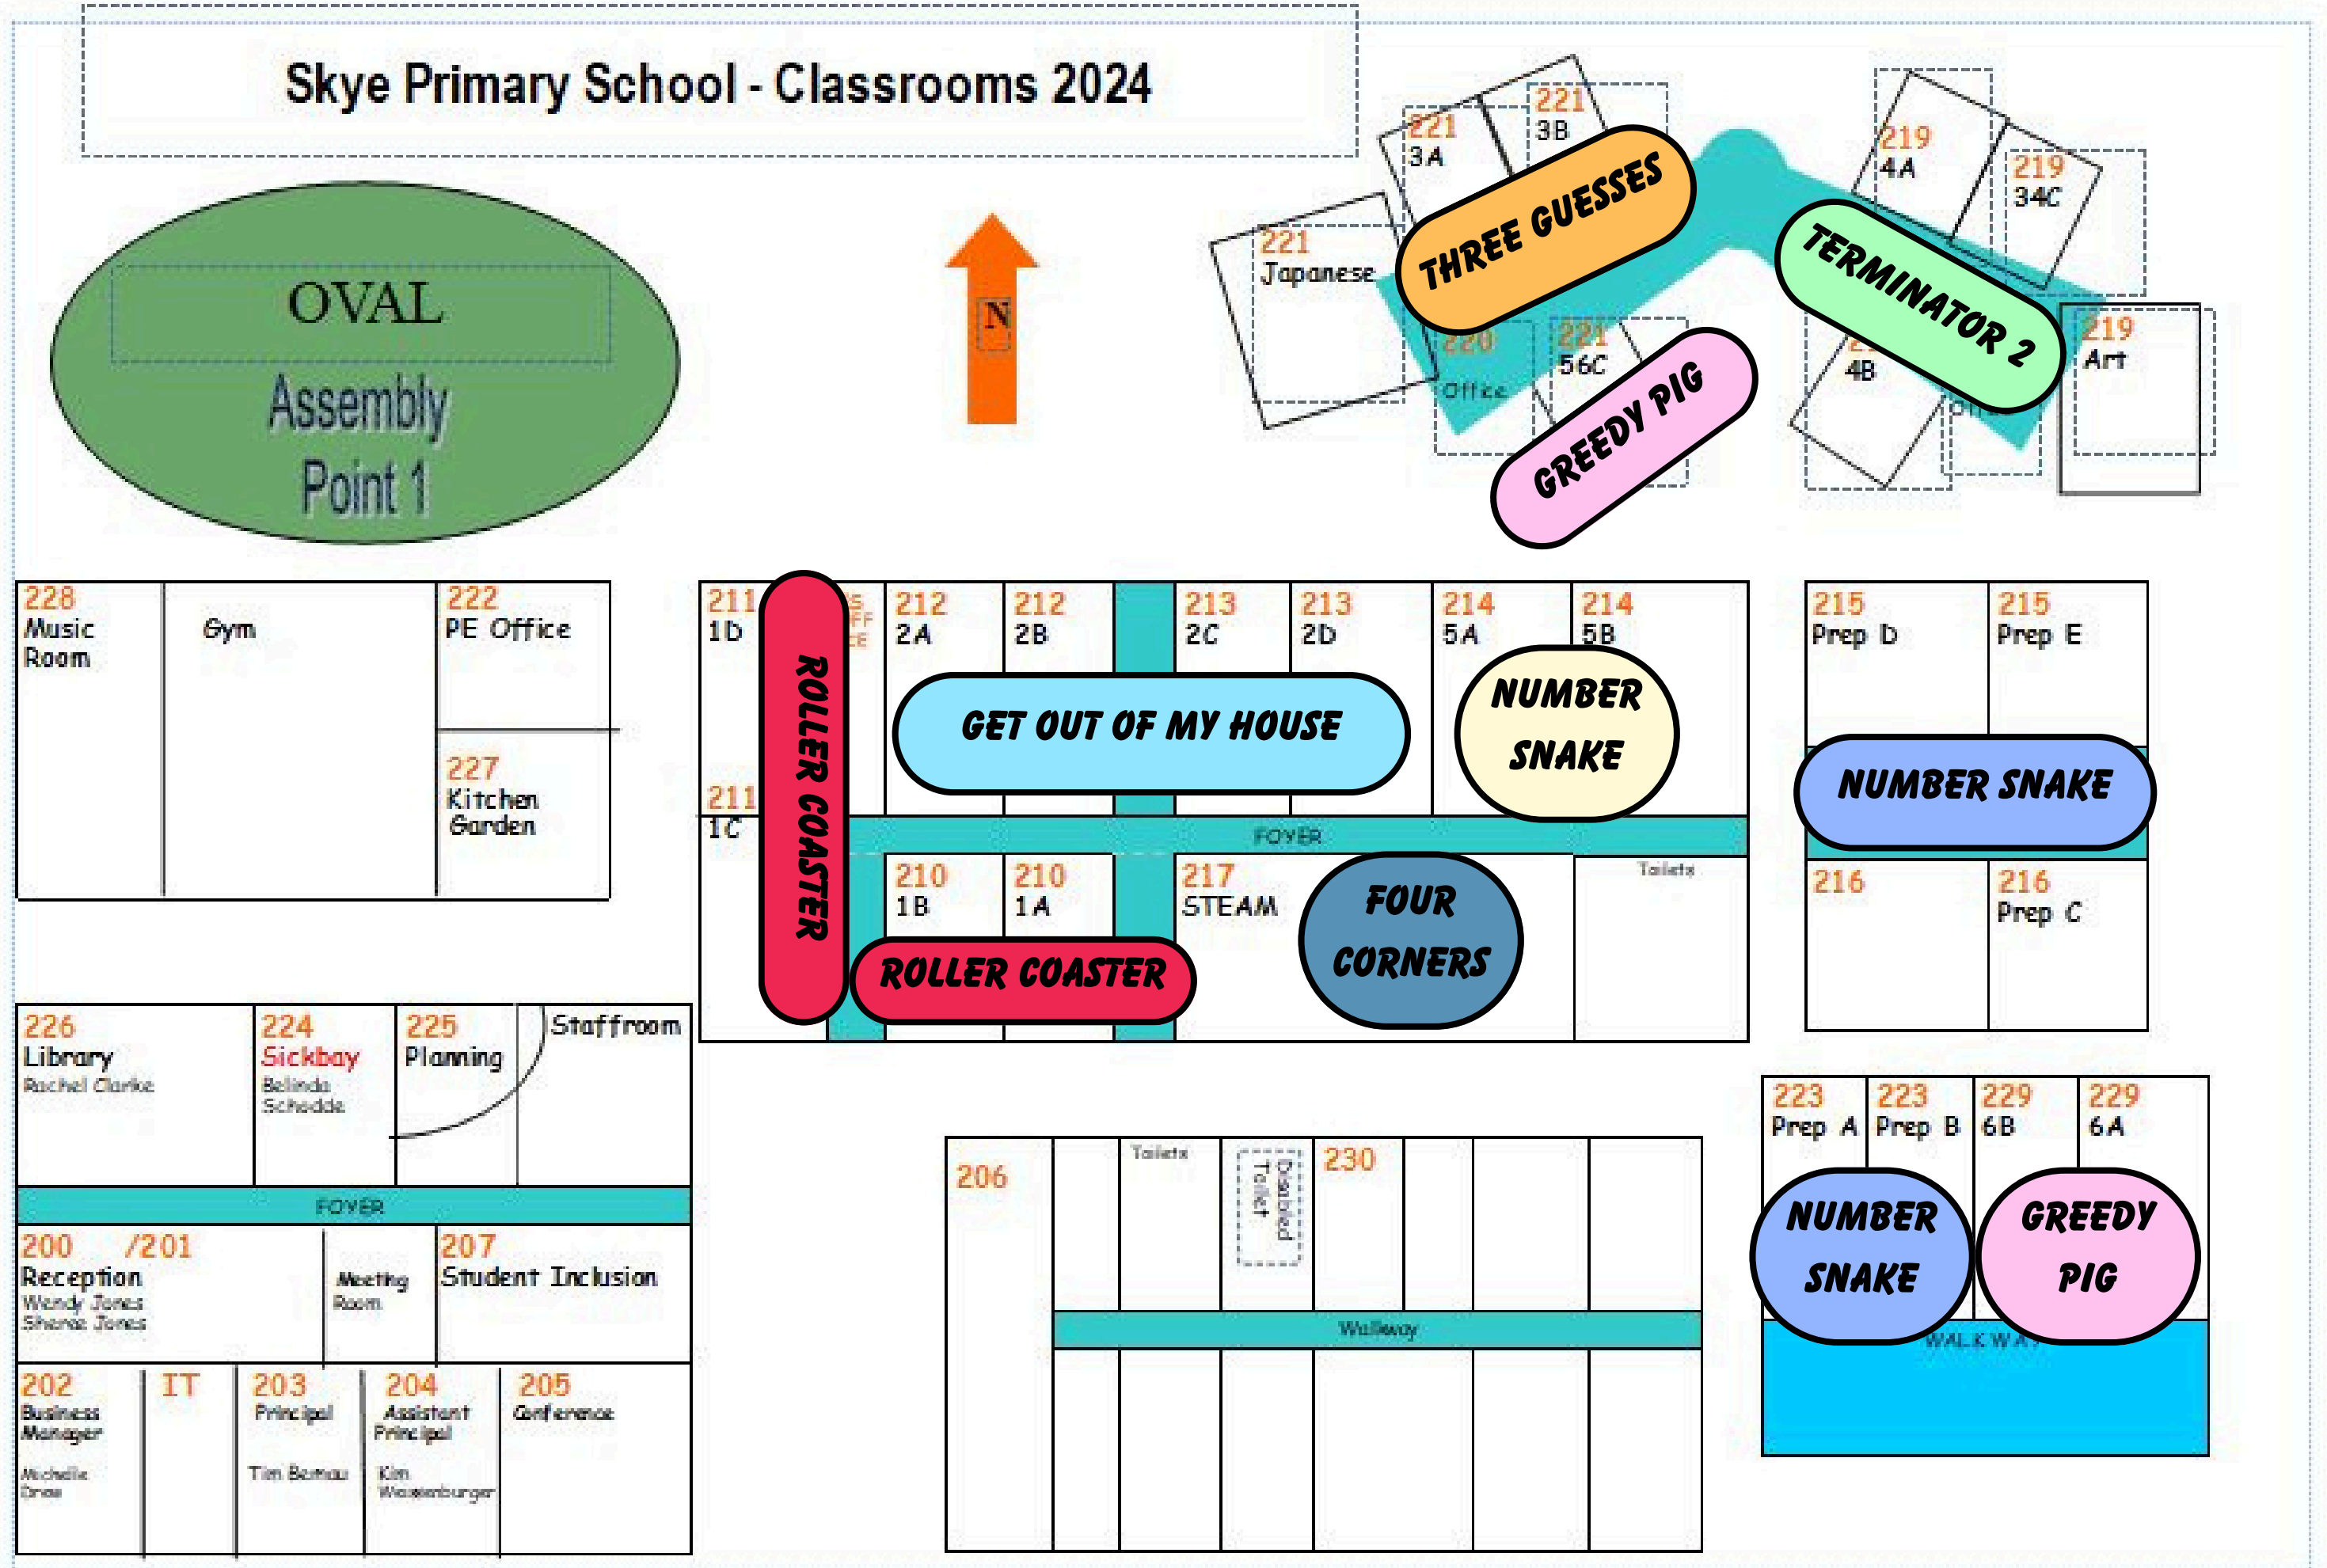 Skye Primary School - Classrooms 2024
OVAL
Assembly
Point 1
N
221
3A
221
3B
221
Japanese
THREE GUESSES
220
Office
221
56C
GREEDY PIG
219
4A
219
34C
TERMINATOR 2
4B
219
Art
228
Music
Room
Gym
222
PE Office
227
Kitchen
Garden
211
1D
211
1C
ROLLER COASTER
212
2A
212
2B
213
2C
213
2D
214
5A
214
5B
GET OUT OF MY HOUSE
NUMBER
SNAKE
FOYER
210
1B
210
1A
ROLLER COASTER
217
STEAM
FOUR
CORNERS
Toilets
215
Prep D
215
Prep E
NUMBER SNAKE
216
216
Prep C
226
Library
Rachel Clarke
224
Sickbay
Belinda
Schodde
225
Planning
Staffroom
FOYER
200 /201
Reception
Wendy Jones
Sheree Jones
Meeting
Room
207
Student Inclusion
202
Business
Manager
Michelle
IT
203
Principal
Tim Bernau
204
Assistant
Principal
Kim
205
Conference
206
Toilets
Disabled
Toilet
230
Walkway
223
Prep A
223
Prep B
229
6B
229
6A
NUMBER
SNAKE
GREEDY
PIG
WALKWAY